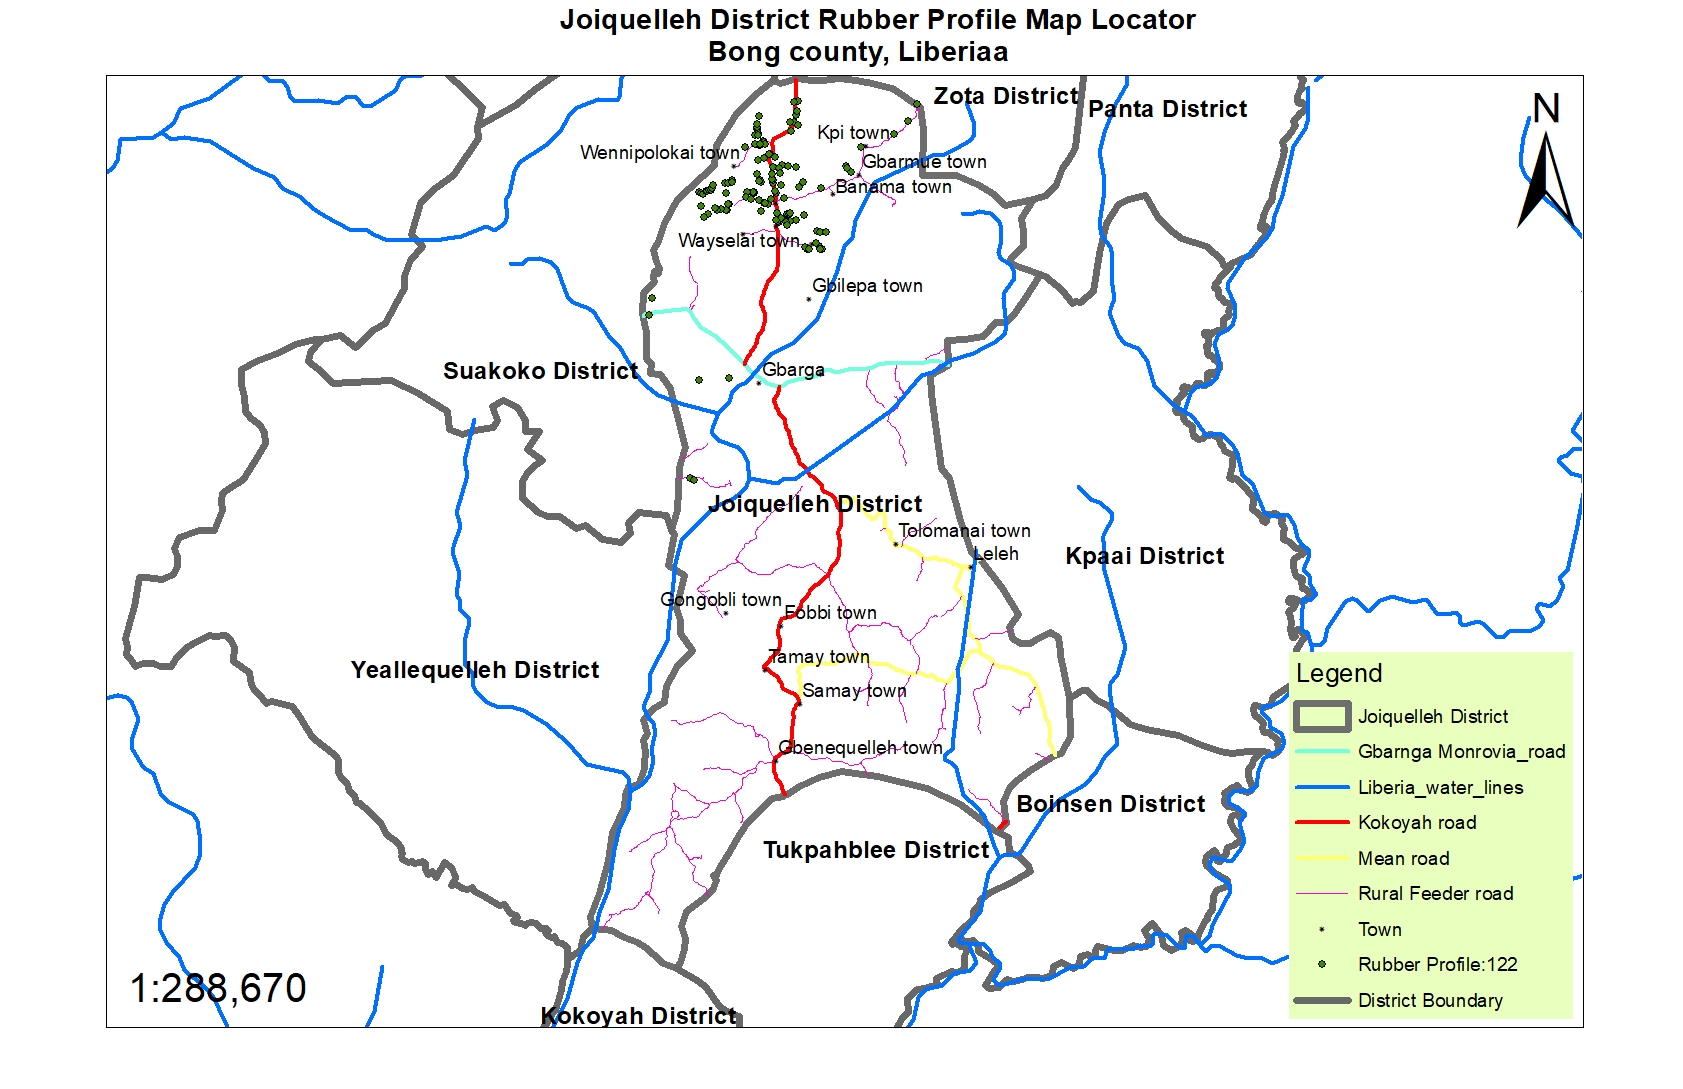 Joiquelleh District Rubber Profile Map Locator
Bong county, Liberiaa
Zota District
Panta District
N
Kpi town
Wennipolokai town
Gbarmue town
Banama town
Wayselai town
Gbilepa town
Suakoko District
Gbarga
Joiquelleh District
Tolomanai town
Leleh
Kpaai District
Gongobli town
Fobbi town
Tamay town
Yeallequelleh District
Samay town
Gbenequelleh town
Boinsen District
Tukpahblee District
Kokoyah District
1:288,670
Legend
Joiquelleh District
Gbarnga Monrovia_road
Liberia_water_lines
Kokoyah road
Mean road
Rural Feeder road
Town
Rubber Profile:122
District Boundary